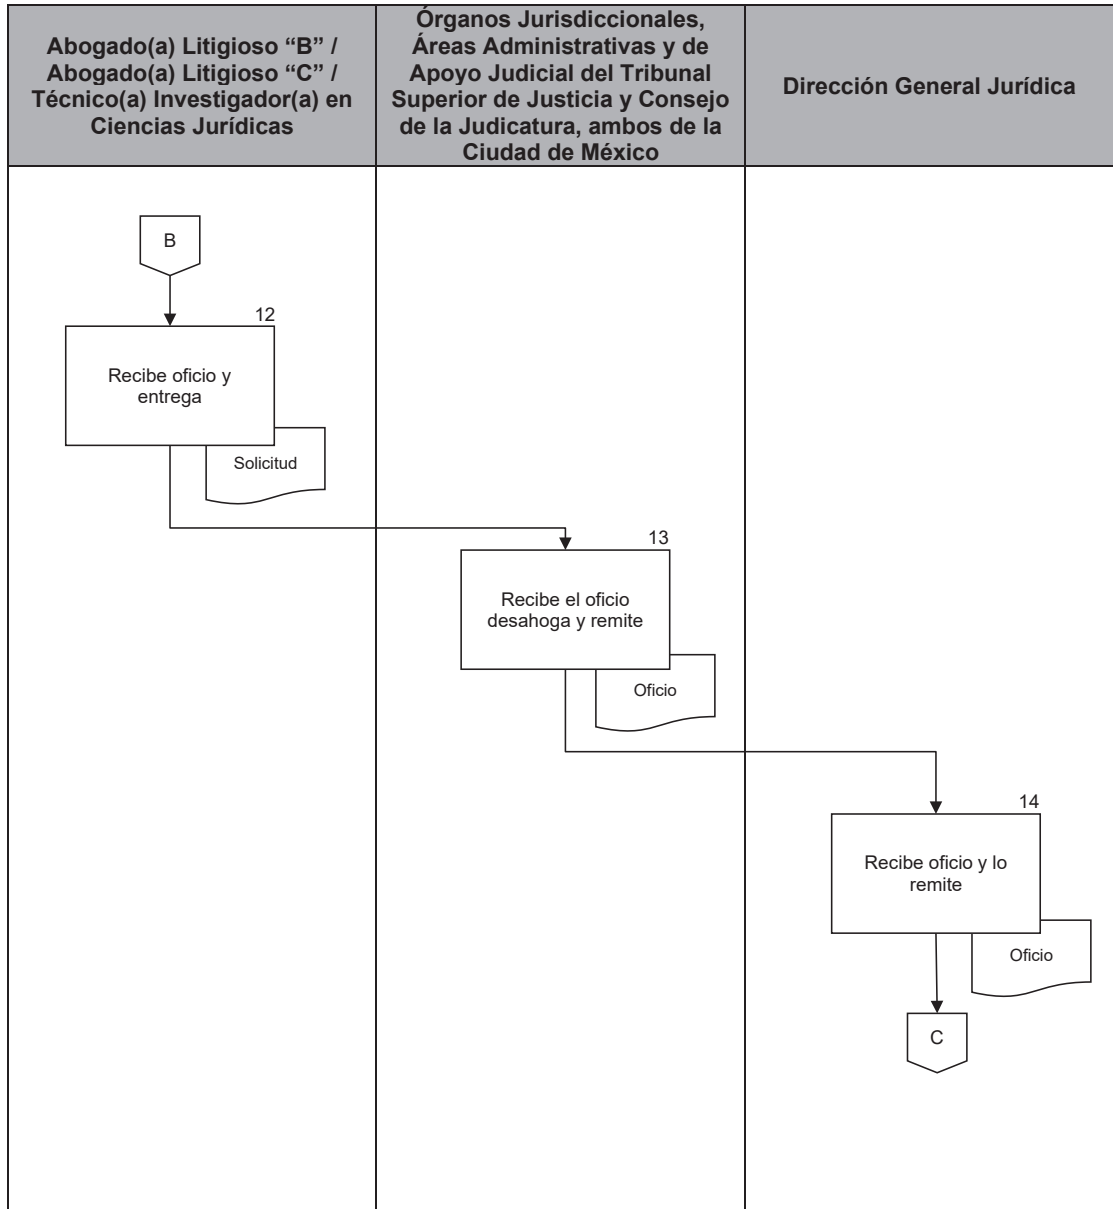 Abogado(a) Litigioso “B” /
Abogado(a) Litigioso “C” /
Técnico(a) Investigador(a) en
Ciencias Jurídicas
Órganos Jurisdiccionales,
Áreas Administrativas y de
Apoyo Judicial del Tribunal
Superior de Justicia y Consejo
de la Judicatura, ambos de la
Ciudad de México
Dirección General Jurídica
B
12
Recibe oficio y
entrega
Solicitud
13
Recibe el oficio
desahoga y remite
Oficio
14
Recibe oficio y lo
remite
Oficio
C